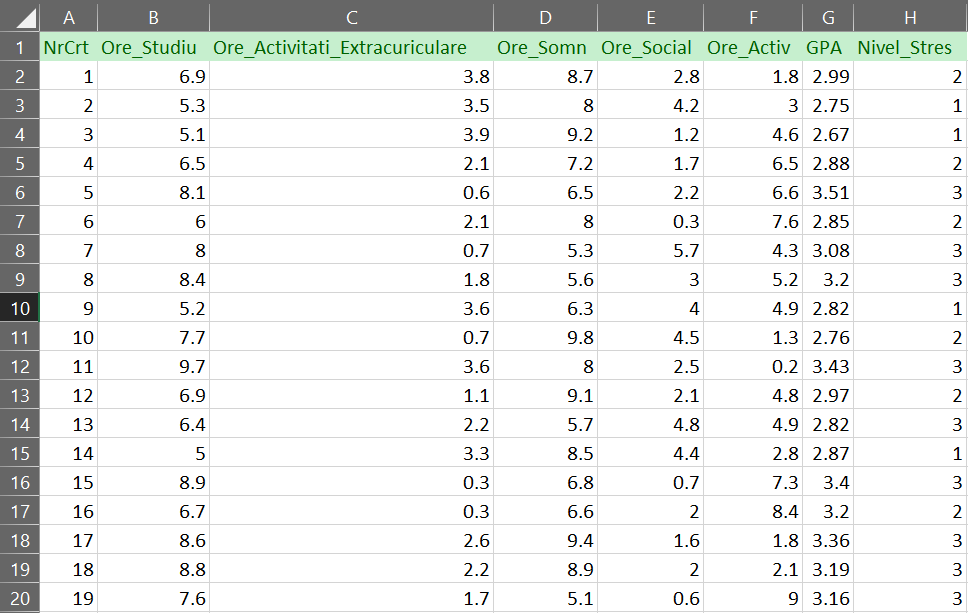 A B C D E F G H
1 NrCrt Ore_Studiu Ore_Activitati_Extracuriculare Ore_Somn Ore_Social Ore_Activ GPA Nivel_Stres
2 1 6.9 3.8 8.7 2.8 1.8 2.99 2
3 2 5.3 3.5 8 4.2 3 2.75 1
4 3 5.1 3.9 9.2 1.2 4.6 2.67 1
5 4 6.5 2.1 7.2 1.7 6.5 2.88 2
6 5 8.1 0.6 6.5 2.2 6.6 3.51 3
7 6 6 2.1 8 0.3 7.6 2.85 2
8 7 8 0.7 5.3 5.7 4.3 3.08 3
9 8 8.4 1.8 5.6 3 5.2 3.2 3
10 9 5.2 3.6 6.3 4 4.9 2.82 1
11 10 7.7 0.7 9.8 4.5 1.3 2.76 2
12 11 9.7 3.6 8 2.5 0.2 3.43 3
13 12 6.9 1.1 9.1 2.1 4.8 2.97 2
14 13 6.4 2.2 5.7 4.8 4.9 2.82 3
15 14 5 3.3 8.5 4.4 2.8 2.87 1
16 15 8.9 0.3 6.8 0.7 7.3 3.4 3
17 16 6.7 0.3 6.6 2 8.4 3.2 2
18 17 8.6 2.6 9.4 1.6 1.8 3.36 3
19 18 8.8 2.2 8.9 2 2.1 3.19 3
20 19 7.6 1.7 5.1 0.6 9 3.16 3